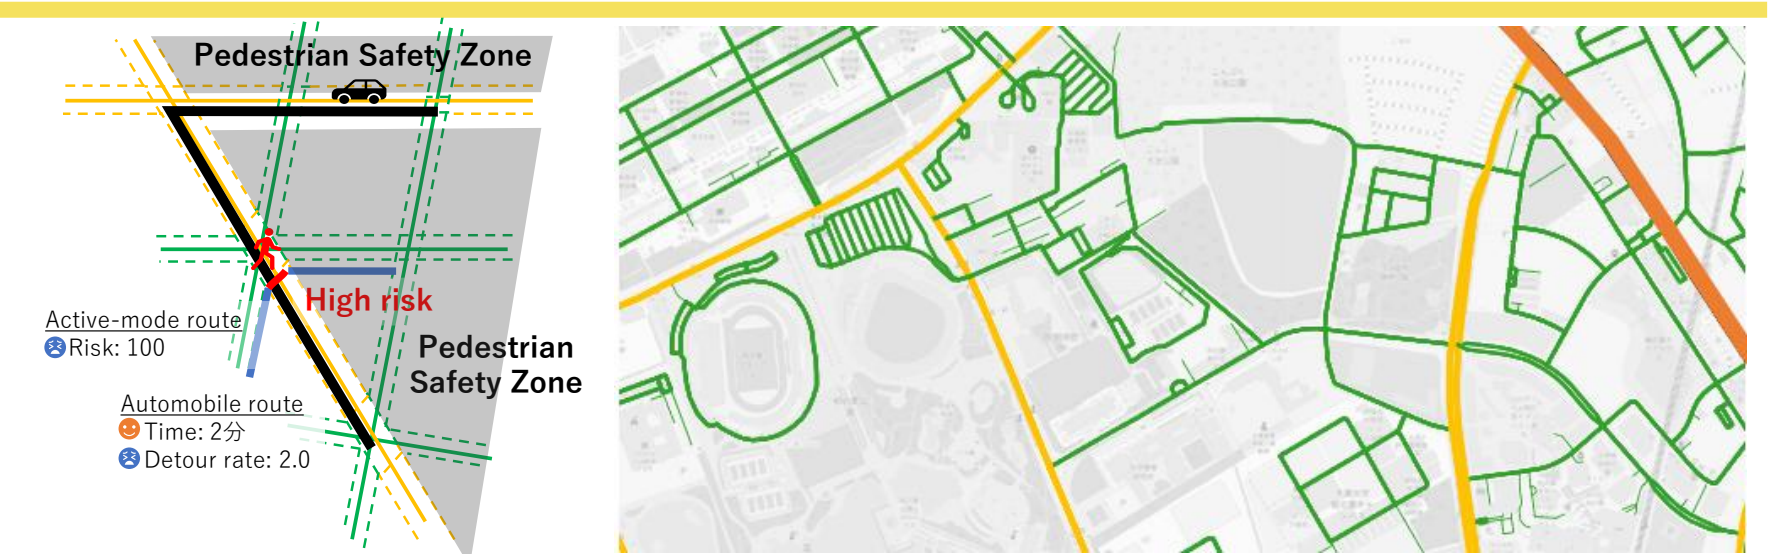 Pedestrian Safety Zone
High risk
Active-mode route
Risk: 100
Pedestrian
Safety Zone
Automobile route
Time: 2分
Detour rate: 2.0